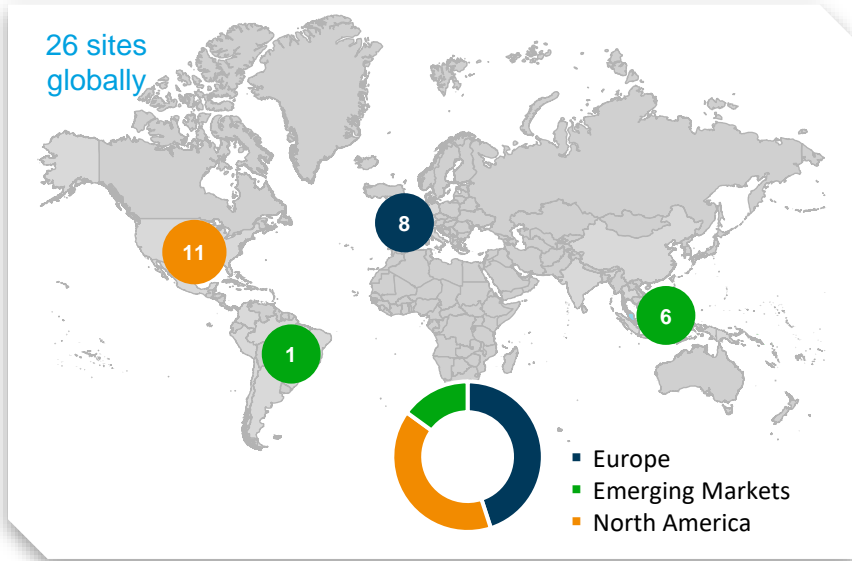 26 sites
globally
8
11
6
1
Europe
Emerging Markets
North America